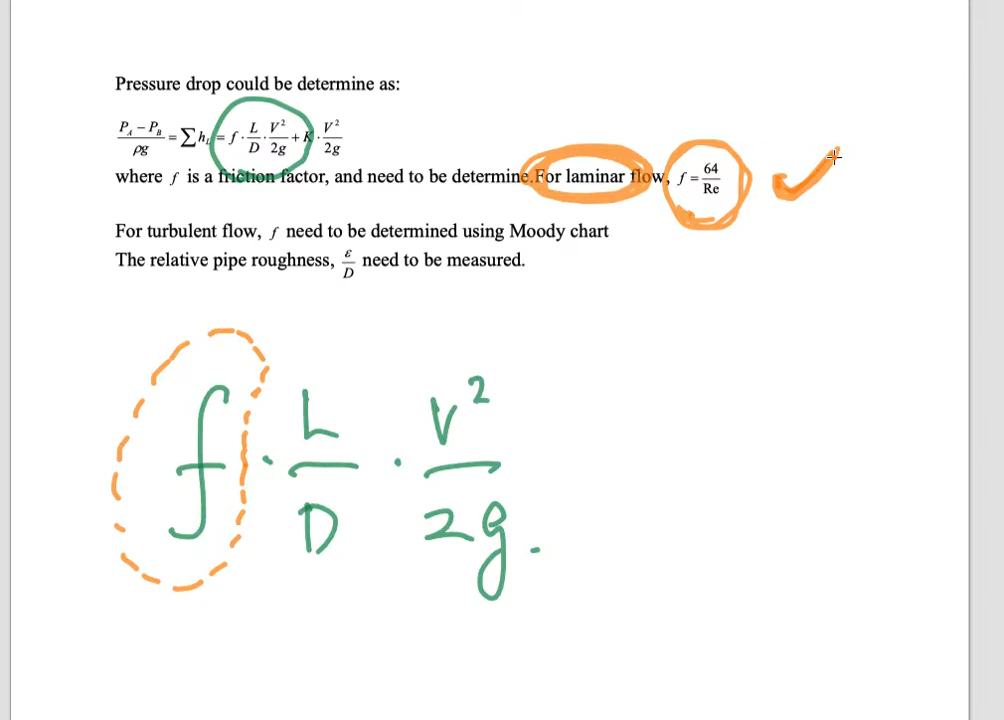 Pressure drop could be determine as:
P_A − P_B / ρg = ∑ h_L = f · L/D · V²/2g + K · V²/2g
where f is a friction factor, and need to be determine.For laminar flow, f = 64/Re
For turbulent flow, f need to be determined using Moody chart
The relative pipe roughness, ε/D need to be measured.
f · L/D · V²/2g .